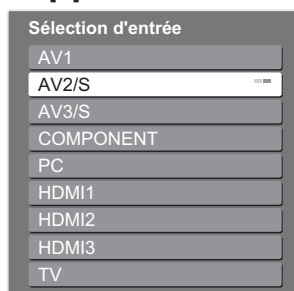 Sélection d'entrée
AV1
AV2/S
AV3/S
COMPONENT
PC
HDMI1
HDMI2
HDMI3
TV